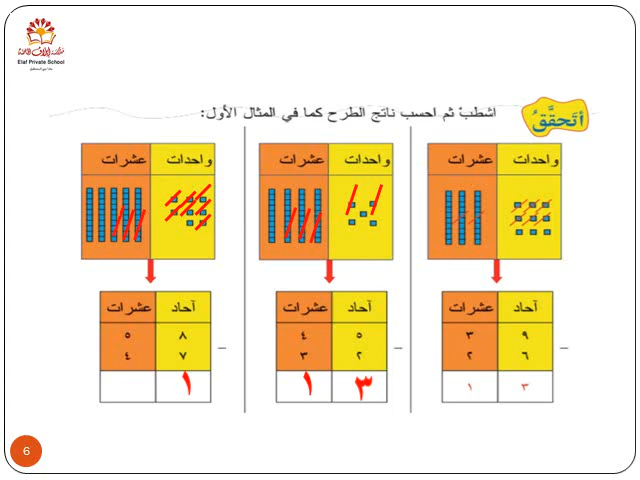 Elaf Private School
أتَحقَّقُ
اشطبْ ثم احسب ناتج الطرح كما في المثال الأول:
واحدات عشرات
واحدات عشرات
واحدات عشرات
آحاد عشرات
٩ ٣
٦ ٢
–
٣ ١
آحاد عشرات
٥ ٤
٢ ٣
–
٣ ١
آحاد عشرات
٨ ٥
٧ ٤
–
١
6